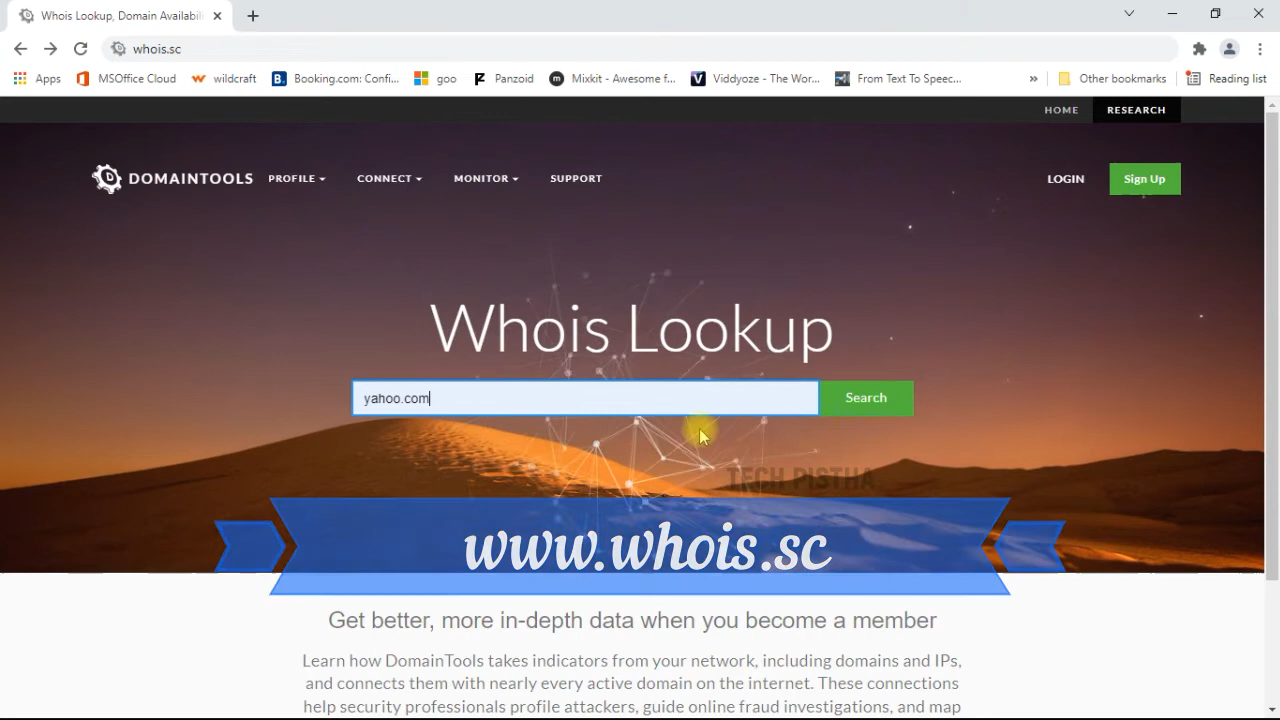 Whois Lookup, Domain Availabili
whois.sc
Apps
MSOffice Cloud
wildcraft
Booking.com: Confi...
goo
Panzoid
Mixkit - Awesome f...
Viddyoze - The Wor...
From Text To Speec...
»
Other bookmarks
Reading list
HOME
RESEARCH
DOMAINTOOLS
PROFILE
CONNECT
MONITOR
SUPPORT
LOGIN
Sign Up
Whois Lookup
yahoo.com
Search
TECH PISTHA
www.whois.sc
Get better, more in-depth data when you become a member
Learn how DomainTools takes indicators from your network, including domains and IPs,
and connects them with nearly every active domain on the internet. These connections
help security professionals profile attackers, guide online fraud investigations, and map